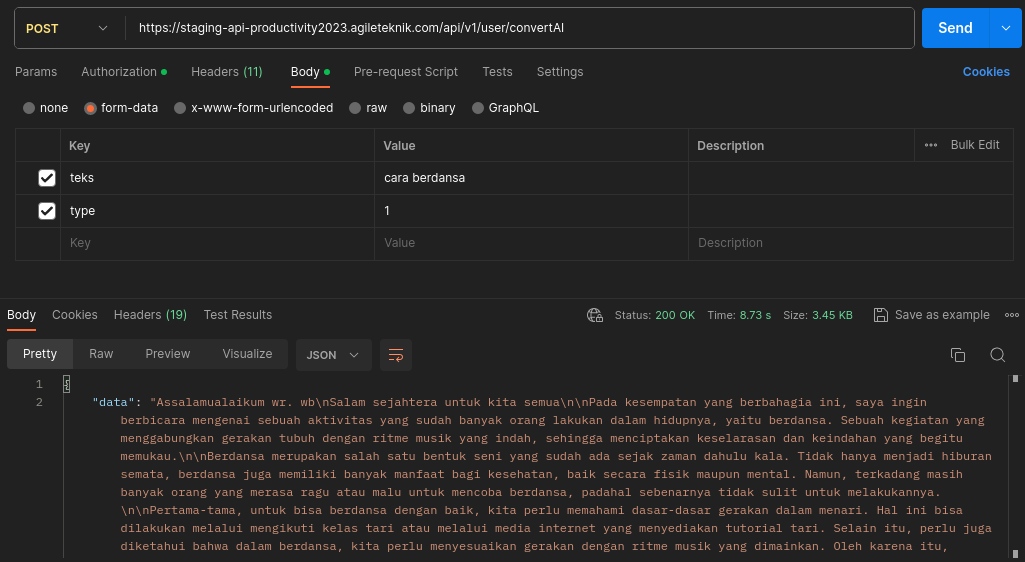 POST https://staging-api-productivity2023.agileteknik.com/api/v1/user/convertAI Send
Params Authorization Headers (11) Body Pre-request Script Tests Settings Cookies
none form-data x-www-form-urlencoded raw binary GraphQL
Key Value Description ••• Bulk Edit
teks cara berdansa
type 1
Key Value Description
Body Cookies Headers (19) Test Results Status: 200 OK Time: 8.73 s Size: 3.45 KB Save as example
Pretty Raw Preview Visualize JSON
1 {
2 "data": "Assalamualaikum wr. wb\nSalam sejahtera untuk kita semua\n\nPada kesempatan yang berbahagia ini, saya ingin
berbicara mengenai sebuah aktivitas yang sudah banyak orang lakukan dalam hidupnya, yaitu berdansa. Sebuah kegiatan yang
menggabungkan gerakan tubuh dengan ritme musik yang indah, sehingga menciptakan keselarasan dan keindahan yang begitu
memukau.\n\nBerdansa merupakan salah satu bentuk seni yang sudah ada sejak zaman dahulu kala. Tidak hanya menjadi hiburan
semata, berdansa juga memiliki banyak manfaat bagi kesehatan, baik secara fisik maupun mental. Namun, terkadang masih
banyak orang yang merasa ragu atau malu untuk mencoba berdansa, padahal sebenarnya tidak sulit untuk melakukannya.
\n\nPertama-tama, untuk bisa berdansa dengan baik, kita perlu memahami dasar-dasar gerakan dalam menari. Hal ini bisa
dilakukan melalui mengikuti kelas tari atau melalui media internet yang menyediakan tutorial tari. Selain itu, perlu juga
diketahui bahwa dalam berdansa, kita perlu menyesuaikan gerakan dengan ritme musik yang dimainkan. Oleh karena itu,